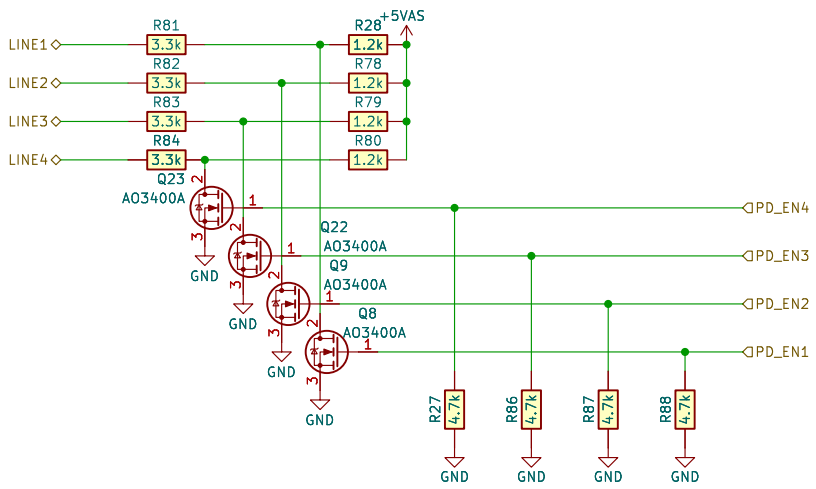 R81
R28
+5VAS
LINE1
3.3k
1.2k
R82
R78
LINE2
3.3k
1.2k
R83
R79
LINE3
3.3k
1.2k
R84
R80
LINE4
3.3k
1.2k
Q23
AO3400A
2
1
3
GND
PD_EN4
Q22
AO3400A
2
1
3
GND
PD_EN3
Q9
AO3400A
2
1
3
GND
PD_EN2
Q8
AO3400A
2
1
3
GND
PD_EN1
R27
4.7k
R86
4.7k
R87
4.7k
R88
4.7k
GND
GND
GND
GND